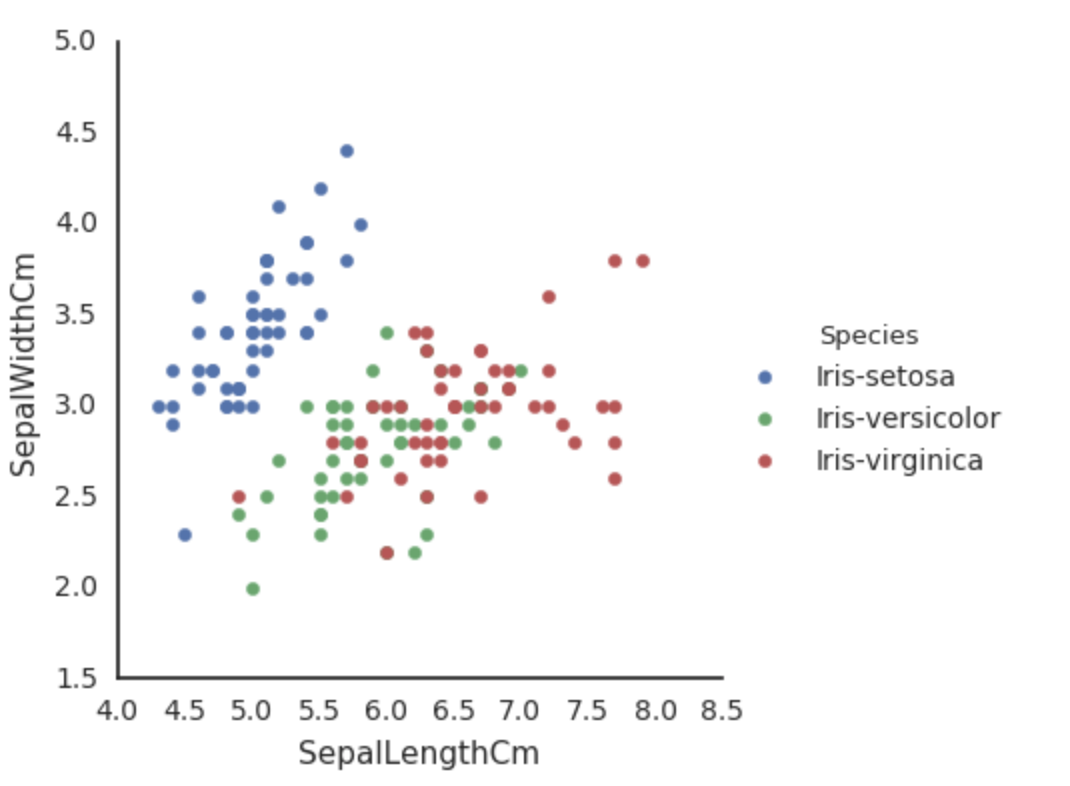 5.0
4.5
4.0
3.5
3.0
2.5
2.0
1.5
SepalWidthCm
4.0 4.5 5.0 5.5 6.0 6.5 7.0 7.5 8.0 8.5
SepalLengthCm
Species
Iris-setosa
Iris-versicolor
Iris-virginica